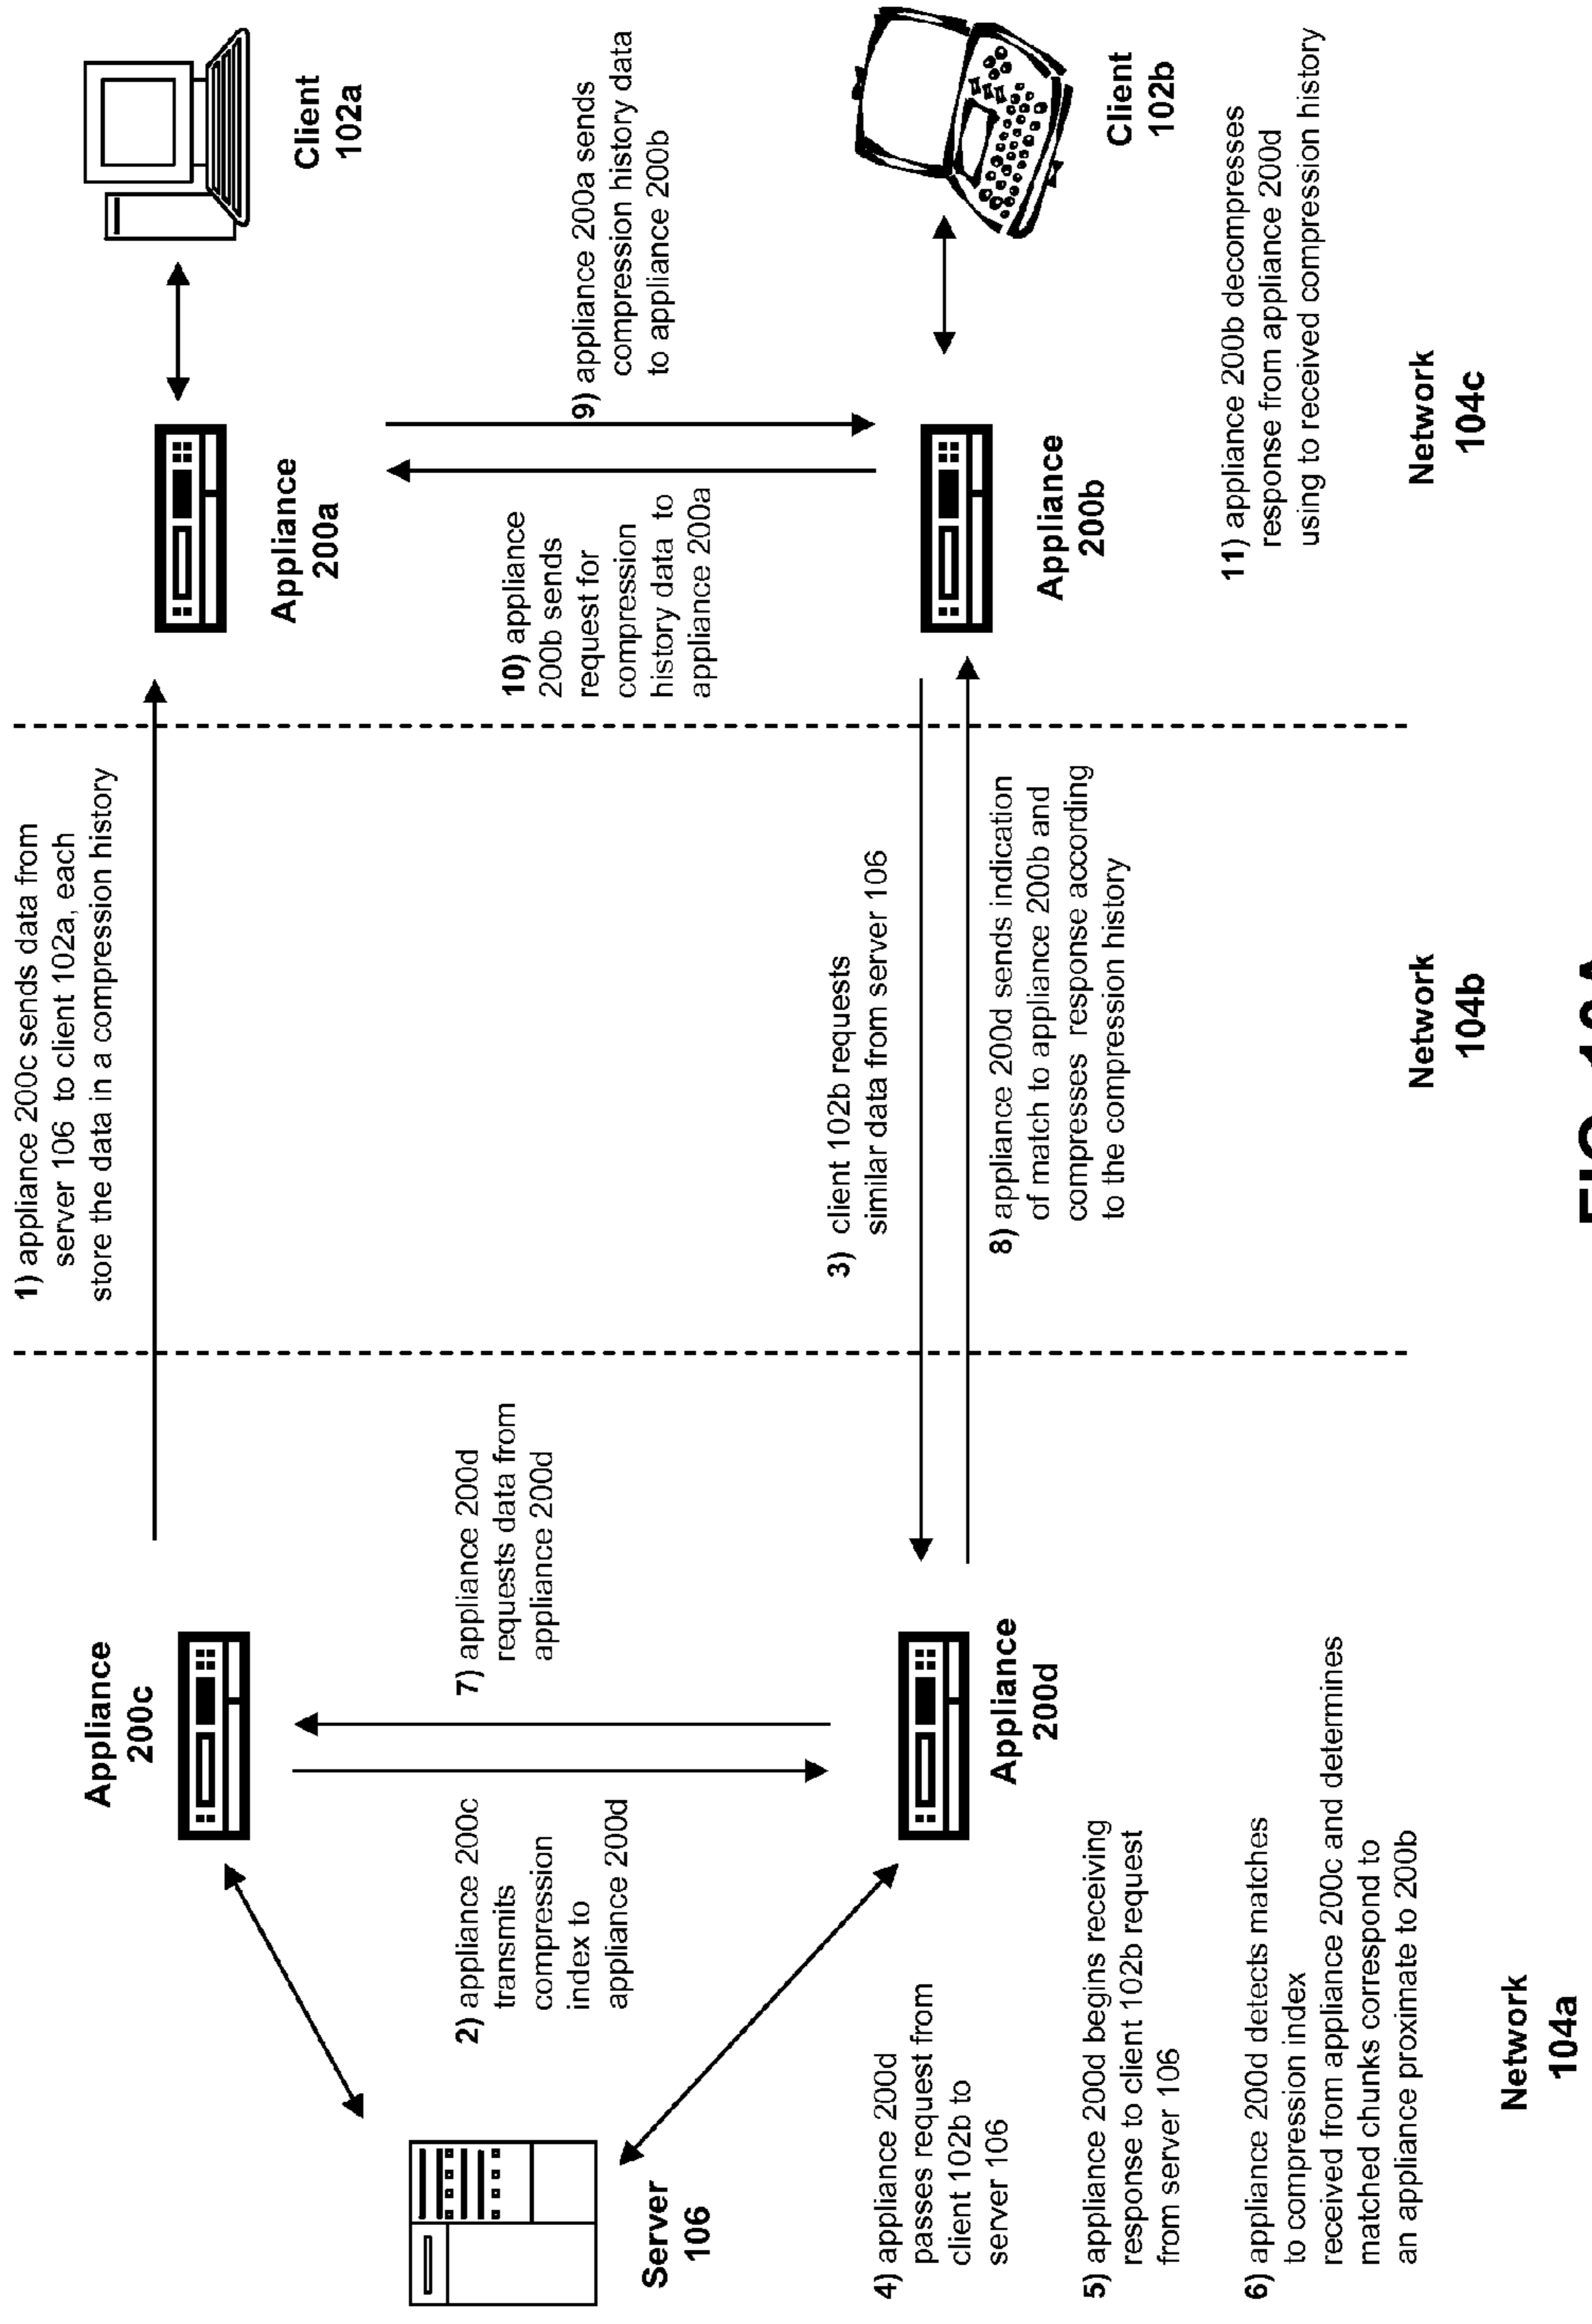 1) appliance 200c sends data from
server 106 to client 102a, each
store the data in a compression history
Appliance
200c
Client
102a
Appliance
200a
2) appliance 200c
transmits
compression
index to
appliance 200d
7) appliance 200d
requests data from
appliance 200d
10) appliance
200b sends
request for
compression
history data to
appliance 200a
9) appliance 200a sends
compression history data
to appliance 200b
Server
106
3) client 102b requests
similar data from server 106
4) appliance 200d
passes request from
client 102b to
server 106
Appliance
200d
8) appliance 200d sends indication
of match to appliance 200b and
compresses response according
to the compression history
Appliance
200b
Client
102b
5) appliance 200d begins receiving
response to client 102b request
from server 106
6) appliance 200d detects matches
to compression index
received from appliance 200c and determines
matched chunks correspond to
an appliance proximate to 200b
11) appliance 200b decompresses
response from appliance 200d
using to received compression history
Network
104a
Network
104b
Network
104c